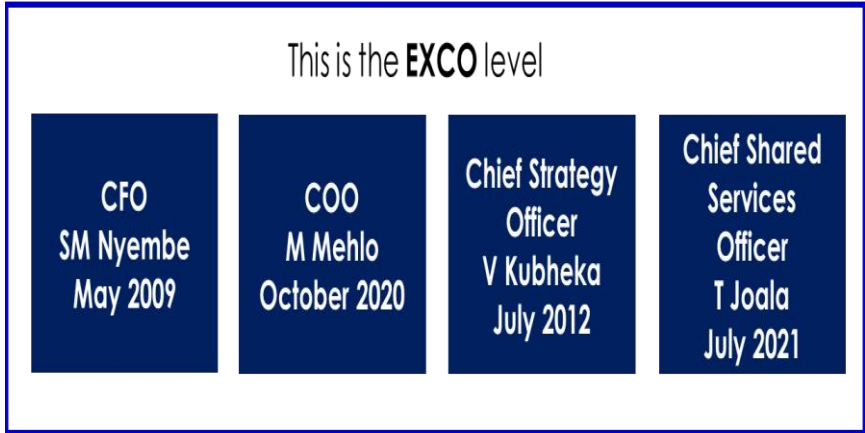 This is the EXCO level
CFO
SM Nyembe
May 2009
COO
M Mehlo
October 2020
Chief Strategy
Officer
V Kubheka
July 2012
Chief Shared
Services
Officer
T Joala
July 2021